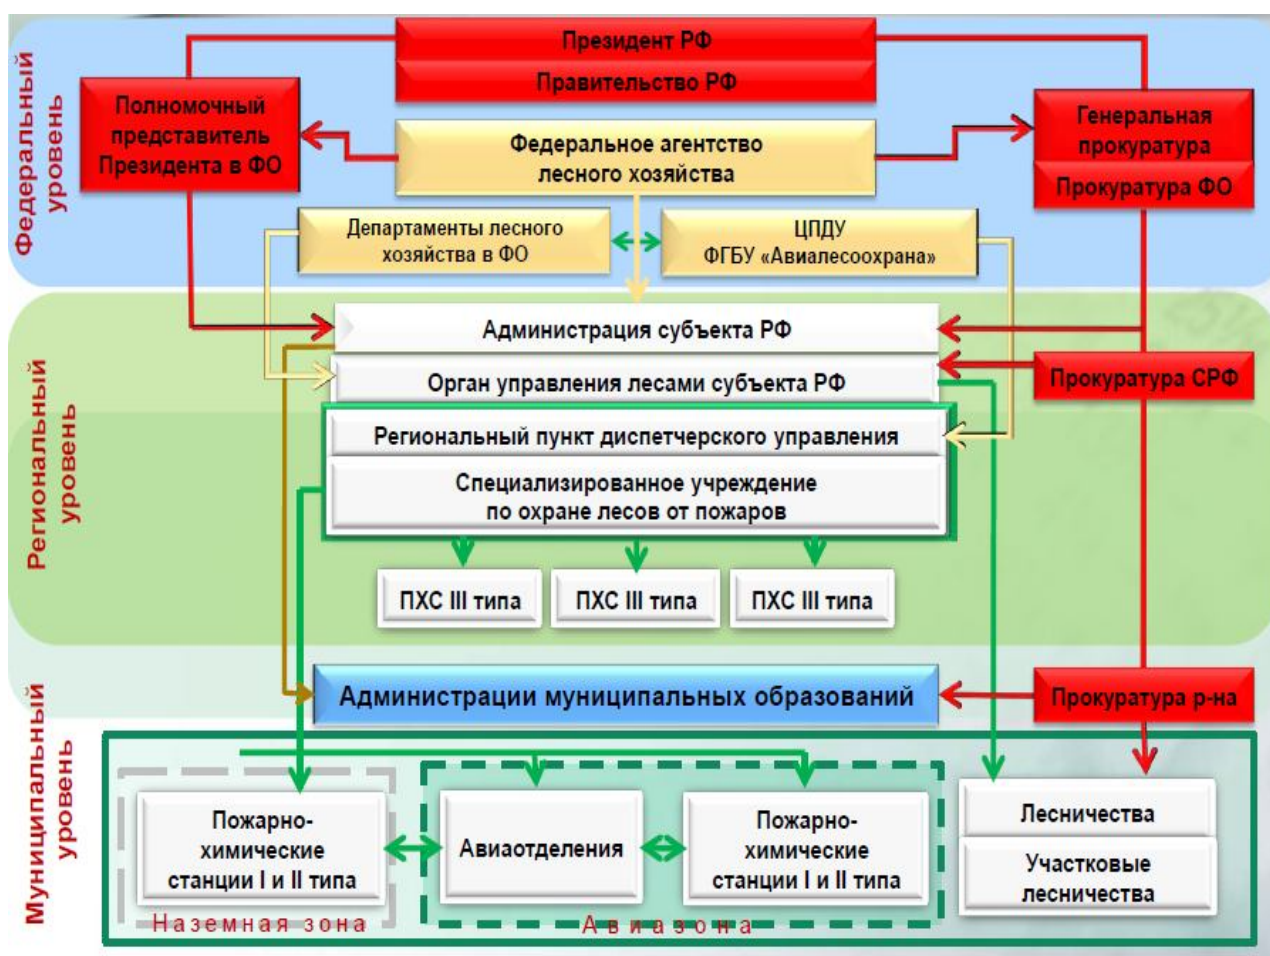 Федеральный
уровень
Президент РФ
Правительство РФ
Полномочный
представитель
Президента в ФО
Генеральная
прокуратура
Прокуратура ФО
Федеральное агентство
лесного хозяйства
Департаменты лесного
хозяйства в ФО
ЦПДУ
ФГБУ «Авиалесоохрана»
Региональный
уровень
Администрация субъекта РФ
Орган управления лесами субъекта РФ
Прокуратура СРФ
Региональный пункт диспетчерского управления
Специализированное учреждение
по охране лесов от пожаров
ПХС III типа
ПХС III типа
ПХС III типа
Муниципальный
уровень
Администрации муниципальных образований
Прокуратура р-на
Пожарно-
химические
станции I и II типа
Наземная зона
Авиаотделения
Пожарно-
химические
станции I и II типа
Авиазона
Лесничества
Участковые
лесничества